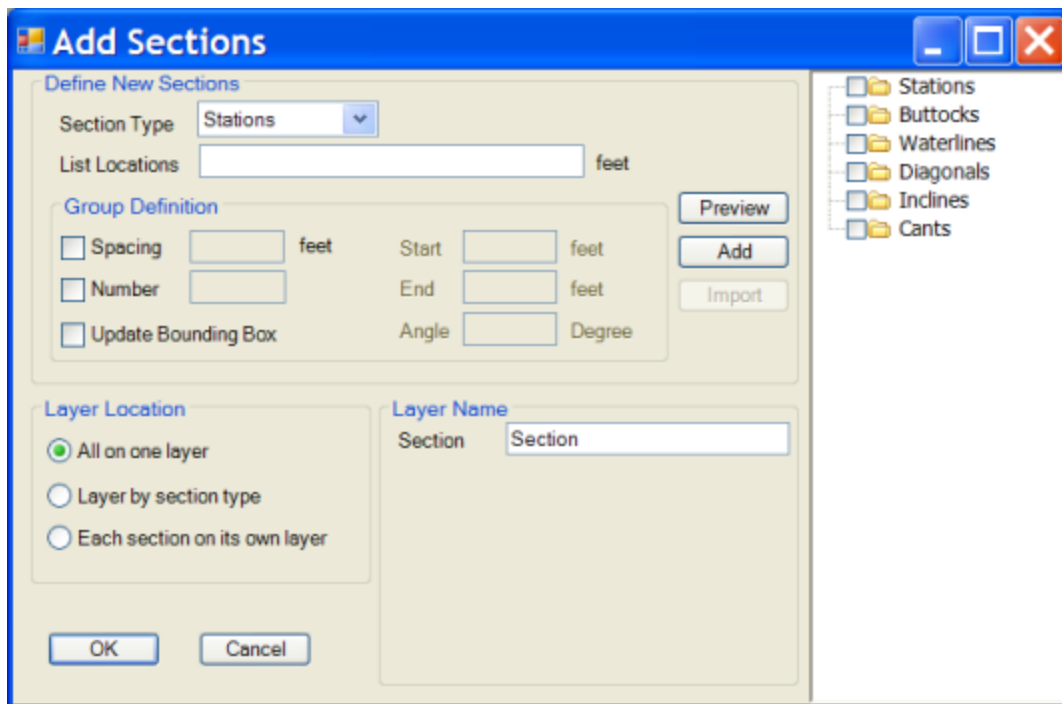 Add Sections
Define New Sections
Section Type Stations
List Locations feet
Group Definition
Spacing feet Start feet
Number End feet
Update Bounding Box Angle Degree
Preview
Add
Import
Layer Location
All on one layer
Layer by section type
Each section on its own layer
Layer Name
Section Section
OK Cancel
Stations
Buttocks
Waterlines
Diagonals
Inclines
Cants